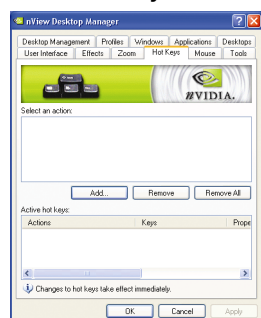 nView Desktop Manager
Desktop Management Profiles Windows Applications Desktops
User Interface Effects Zoom Hot Keys Mouse Tools
NVIDIA.
Select an action:
Add... Remove Remove All
Active hot keys:
Actions Keys Prope
Changes to hot keys take effect immediately.
OK Cancel Apply